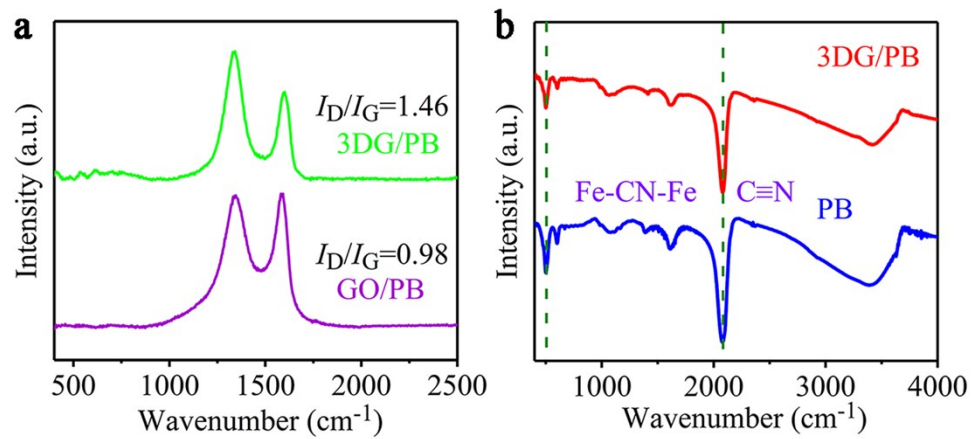 a
I_D/I_G=1.46
3DG/PB
I_D/I_G=0.98
GO/PB
Intensity (a.u.)
500 1000 1500 2000 2500
Wavenumber (cm⁻¹)
b
3DG/PB
Fe-CN-Fe C≡N
PB
Intensity (a.u.)
1000 2000 3000 4000
Wavenumber (cm⁻¹)